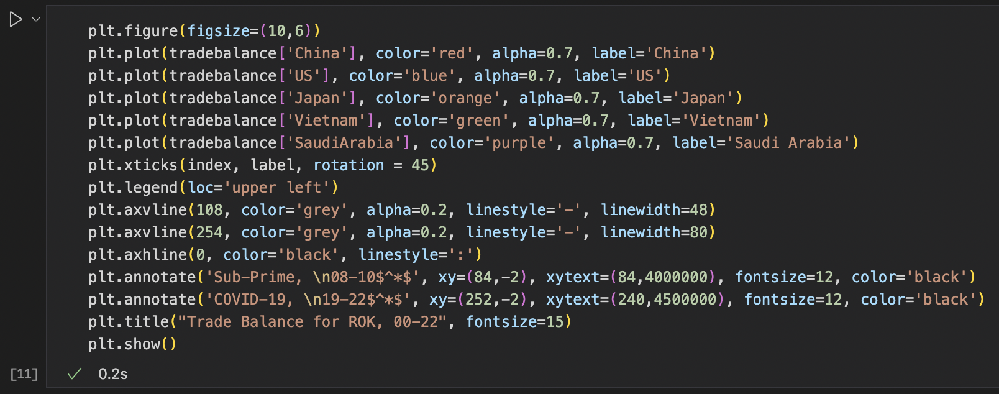 plt.figure(figsize=(10,6))
plt.plot(tradebalance['China'], color='red', alpha=0.7, label='China')
plt.plot(tradebalance['US'], color='blue', alpha=0.7, label='US')
plt.plot(tradebalance['Japan'], color='orange', alpha=0.7, label='Japan')
plt.plot(tradebalance['Vietnam'], color='green', alpha=0.7, label='Vietnam')
plt.plot(tradebalance['SaudiArabia'], color='purple', alpha=0.7, label='Saudi Arabia')
plt.xticks(index, label, rotation = 45)
plt.legend(loc='upper left')
plt.axvline(108, color='grey', alpha=0.2, linestyle='-', linewidth=48)
plt.axvline(254, color='grey', alpha=0.2, linestyle='-', linewidth=80)
plt.axhline(0, color='black', linestyle=':')
plt.annotate('Sub-Prime, \n08-10$^*$', xy=(84,-2), xytext=(84,4000000), fontsize=12, color='black')
plt.annotate('COVID-19, \n19-22$^*$', xy=(252,-2), xytext=(240,4500000), fontsize=12, color='black')
plt.title("Trade Balance for ROK, 00-22", fontsize=15)
plt.show()
[11] 0.2s